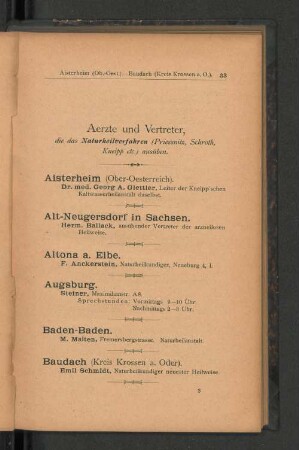 Aisterheim (Ob.-Oest.) — Baudach (Kreis Krossen a. O.). 33
Aerzte und Vertreter,
die das Naturheilverfahren (Priessnitz, Schroth,
Kneipp etc.) ausüben.
Aisterheim (Ober-Oesterreich).
Dr. med. Georg A. Glettler, Leiter der Kneipp'schen
Kaltwasserheilanstalt daselbst.
Alt-Neugersdorf in Sachsen.
Herm. Ballack, ausübender Vertreter der arzneilosen
Heilweise.
Altona a. Elbe.
F. Anckerstein, Naturheilkundiger, Neueburg 4, I.
Augsburg.
Steiner, Maximilianstr. A8
Sprechstunden: Vormittags 9—10 Uhr
Nachmittags 2—3 Uhr.
Baden-Baden.
M. Malten, Fremersbergstrasse. Naturheilanstalt.
Baudach (Kreis Krossen a. Oder).
Emil Schmidt, Naturheilkundiger neuester Heilweise.
3